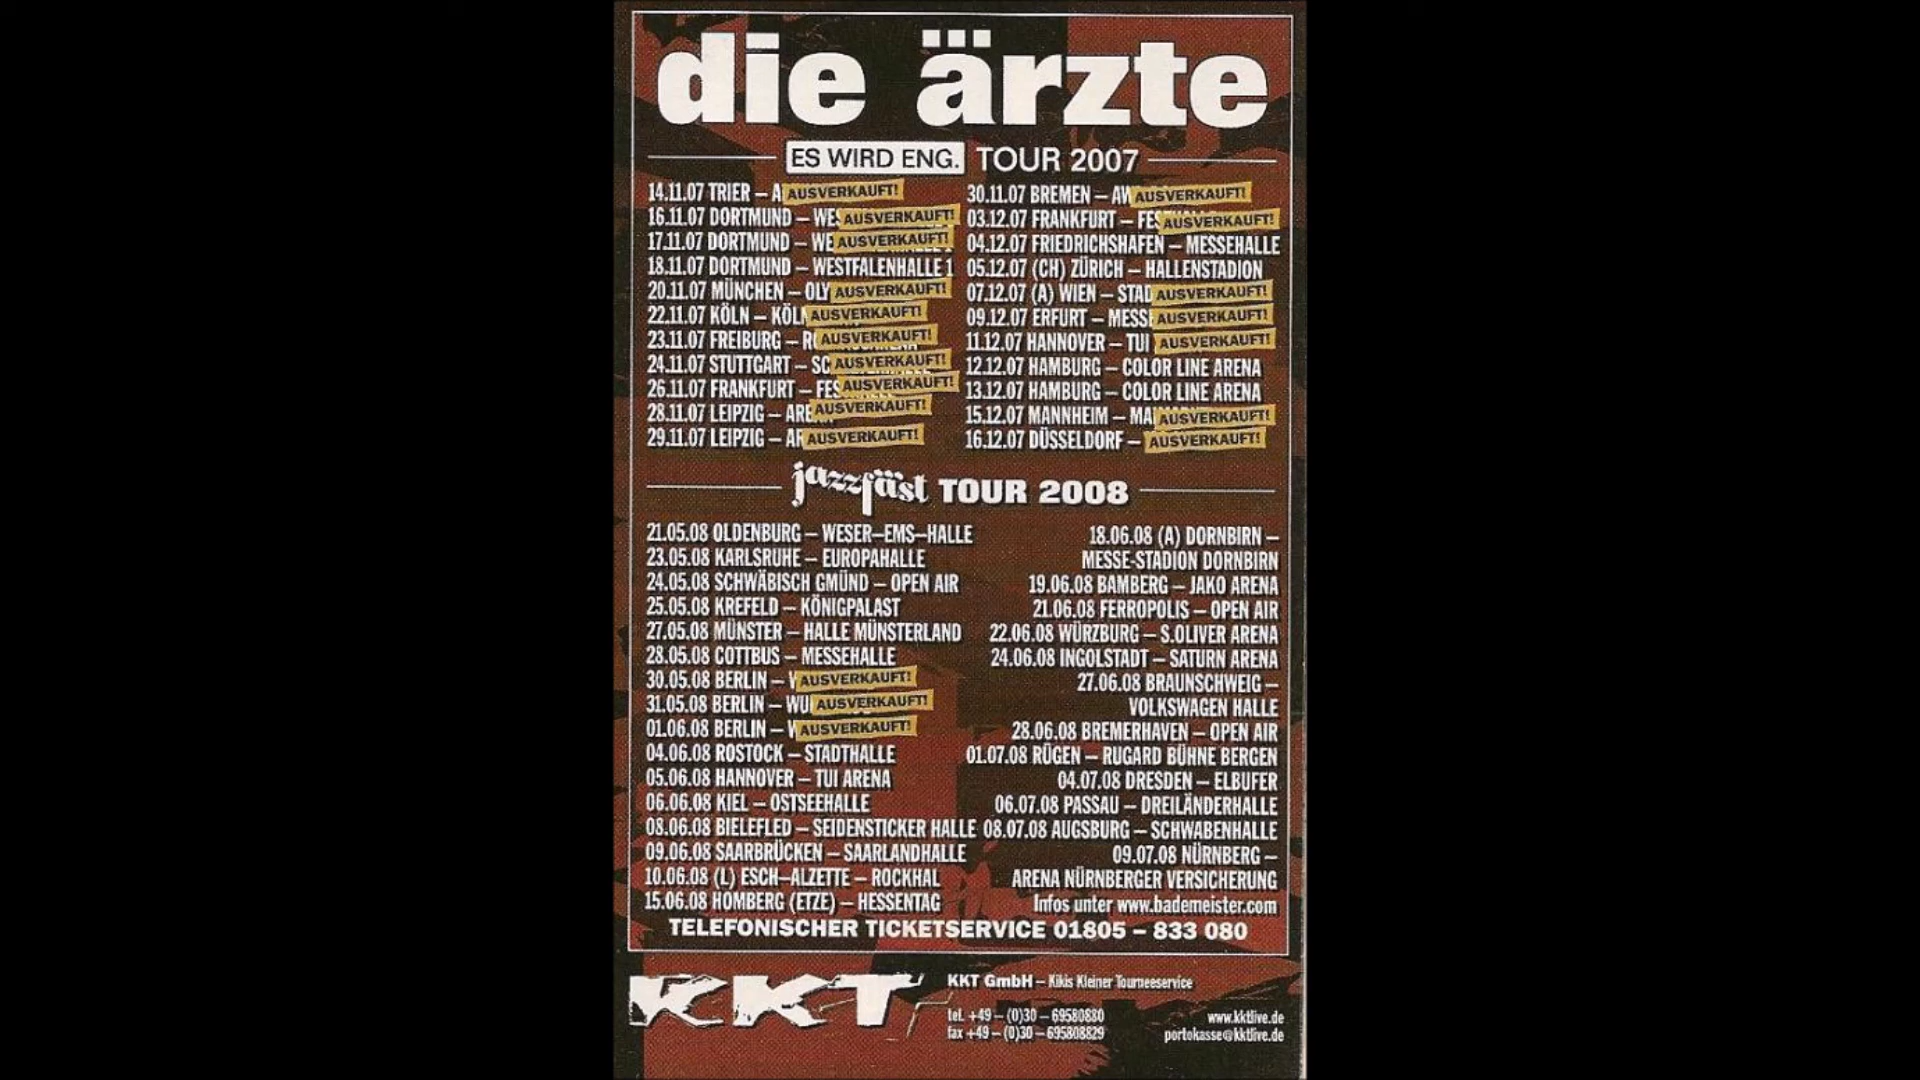 die ärzte
ES WIRD ENG. TOUR 2007
14.11.07 TRIER – A AUSVERKAUFT!
16.11.07 DORTMUND – WES AUSVERKAUFT!
17.11.07 DORTMUND – WE AUSVERKAUFT!
18.11.07 DORTMUND – WESTFALENHALLE 1
20.11.07 MÜNCHEN – OLY AUSVERKAUFT!
22.11.07 KÖLN – KÖLN AUSVERKAUFT!
23.11.07 FREIBURG – RO AUSVERKAUFT!
24.11.07 STUTTGART – SC AUSVERKAUFT!
26.11.07 FRANKFURT – FES AUSVERKAUFT!
28.11.07 LEIPZIG – ARE AUSVERKAUFT!
29.11.07 LEIPZIG – AR AUSVERKAUFT!
30.11.07 BREMEN – AW AUSVERKAUFT!
03.12.07 FRANKFURT – FES AUSVERKAUFT!
04.12.07 FRIEDRICHSHAFEN – MESSEHALLE
05.12.07 (CH) ZÜRICH – HALLENSTADION
07.12.07 (A) WIEN – STAD AUSVERKAUFT!
09.12.07 ERFURT – MESSE AUSVERKAUFT!
11.12.07 HANNOVER – TUI AUSVERKAUFT!
12.12.07 HAMBURG – COLOR LINE ARENA
13.12.07 HAMBURG – COLOR LINE ARENA
15.12.07 MANNHEIM – MA AUSVERKAUFT!
16.12.07 DÜSSELDORF – AUSVERKAUFT!
jazzfäst TOUR 2008
21.05.08 OLDENBURG – WESER–EMS–HALLE
23.05.08 KARLSRUHE – EUROPAHALLE
24.05.08 SCHWÄBISCH GMÜND – OPEN AIR
25.05.08 KREFELD – KÖNIGPALAST
27.05.08 MÜNSTER – HALLE MÜNSTERLAND
28.05.08 COTTBUS – MESSEHALLE
30.05.08 BERLIN – W AUSVERKAUFT!
31.05.08 BERLIN – WU AUSVERKAUFT!
01.06.08 BERLIN – W AUSVERKAUFT!
04.06.08 ROSTOCK – STADTHALLE
05.06.08 HANNOVER – TUI ARENA
06.06.08 KIEL – OSTSEEHALLE
08.06.08 BIELEFLED – SEIDENSTICKER HALLE
09.06.08 SAARBRÜCKEN – SAARLANDHALLE
10.06.08 (L) ESCH–ALZETTE – ROCKHAL
15.06.08 HOMBERG (ETZE) – HESSENTAG
18.06.08 (A) DORNBIRN –
MESSE-STADION DORNBIRN
19.06.08 BAMBERG – JAKO ARENA
21.06.08 FERROPOLIS – OPEN AIR
22.06.08 WÜRZBURG – S.OLIVER ARENA
24.06.08 INGOLSTADT – SATURN ARENA
27.06.08 BRAUNSCHWEIG –
VOLKSWAGEN HALLE
28.06.08 BREMERHAVEN – OPEN AIR
01.07.08 RÜGEN – RUGARD BÜHNE BERGEN
04.07.08 DRESDEN – ELBUFER
06.07.08 PASSAU – DREILÄNDERHALLE
08.07.08 AUGSBURG – SCHWABENHALLE
09.07.08 NÜRNBERG –
ARENA NÜRNBERGER VERSICHERUNG
Infos unter www.bademeister.com
TELEFONISCHER TICKETSERVICE 01805 – 833 080
KKT
KKT GmbH – Kikis Kleiner Tourneeservice
tel. +49 – (0)30 – 69580880
fax +49 – (0)30 – 695808829
www.kktlive.de
portokasse@kktlive.de